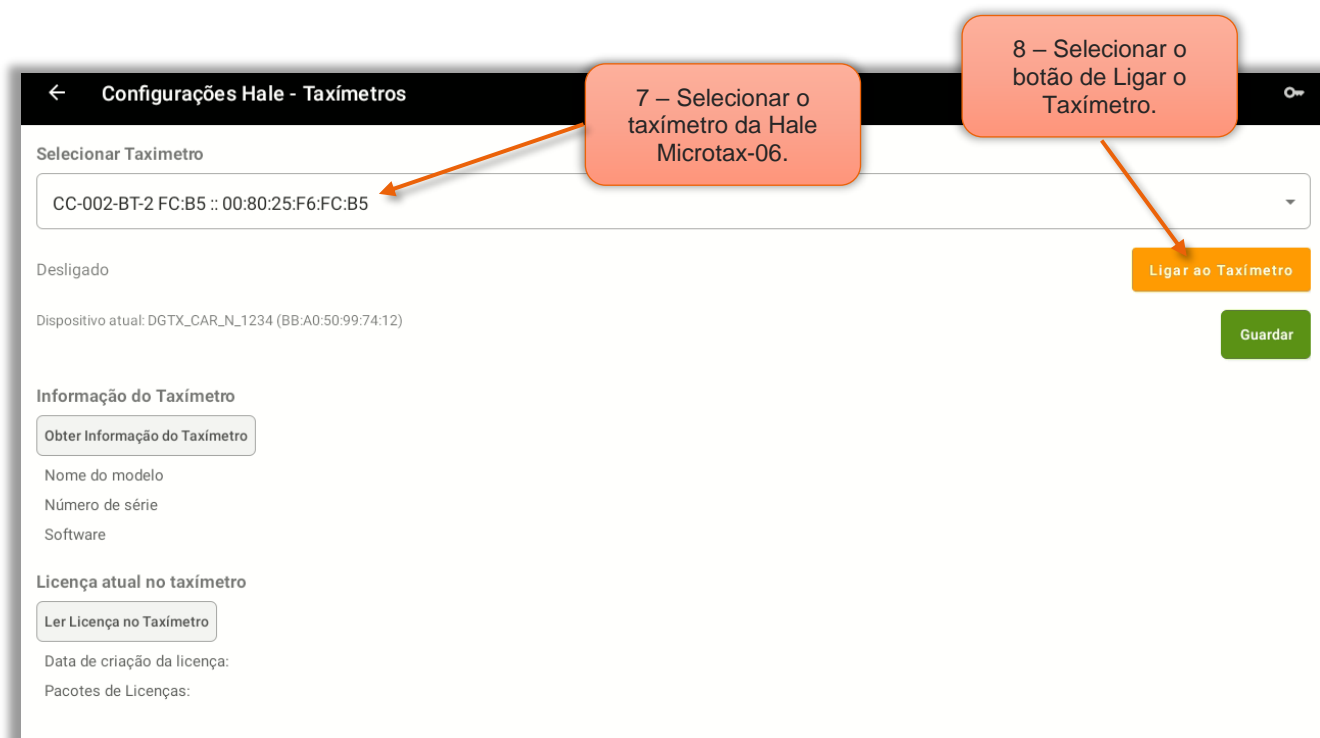 8 – Selecionar o
botão de Ligar o
Taxímetro.
Configurações Hale - Taxímetros
7 – Selecionar o
taxímetro da Hale
Microtax-06.
Selecionar Taximetro
CC-002-BT-2 FC:B5 :: 00:80:25:F6:FC:B5
Desligado
Ligar ao Taxímetro
Dispositivo atual: DGTX_CAR_N_1234 (BB:A0:50:99:74:12)
Guardar
Informação do Taxímetro
Obter Informação do Taxímetro
Nome do modelo
Número de série
Software
Licença atual no taxímetro
Ler Licença no Taxímetro
Data de criação da licença:
Pacotes de Licenças: